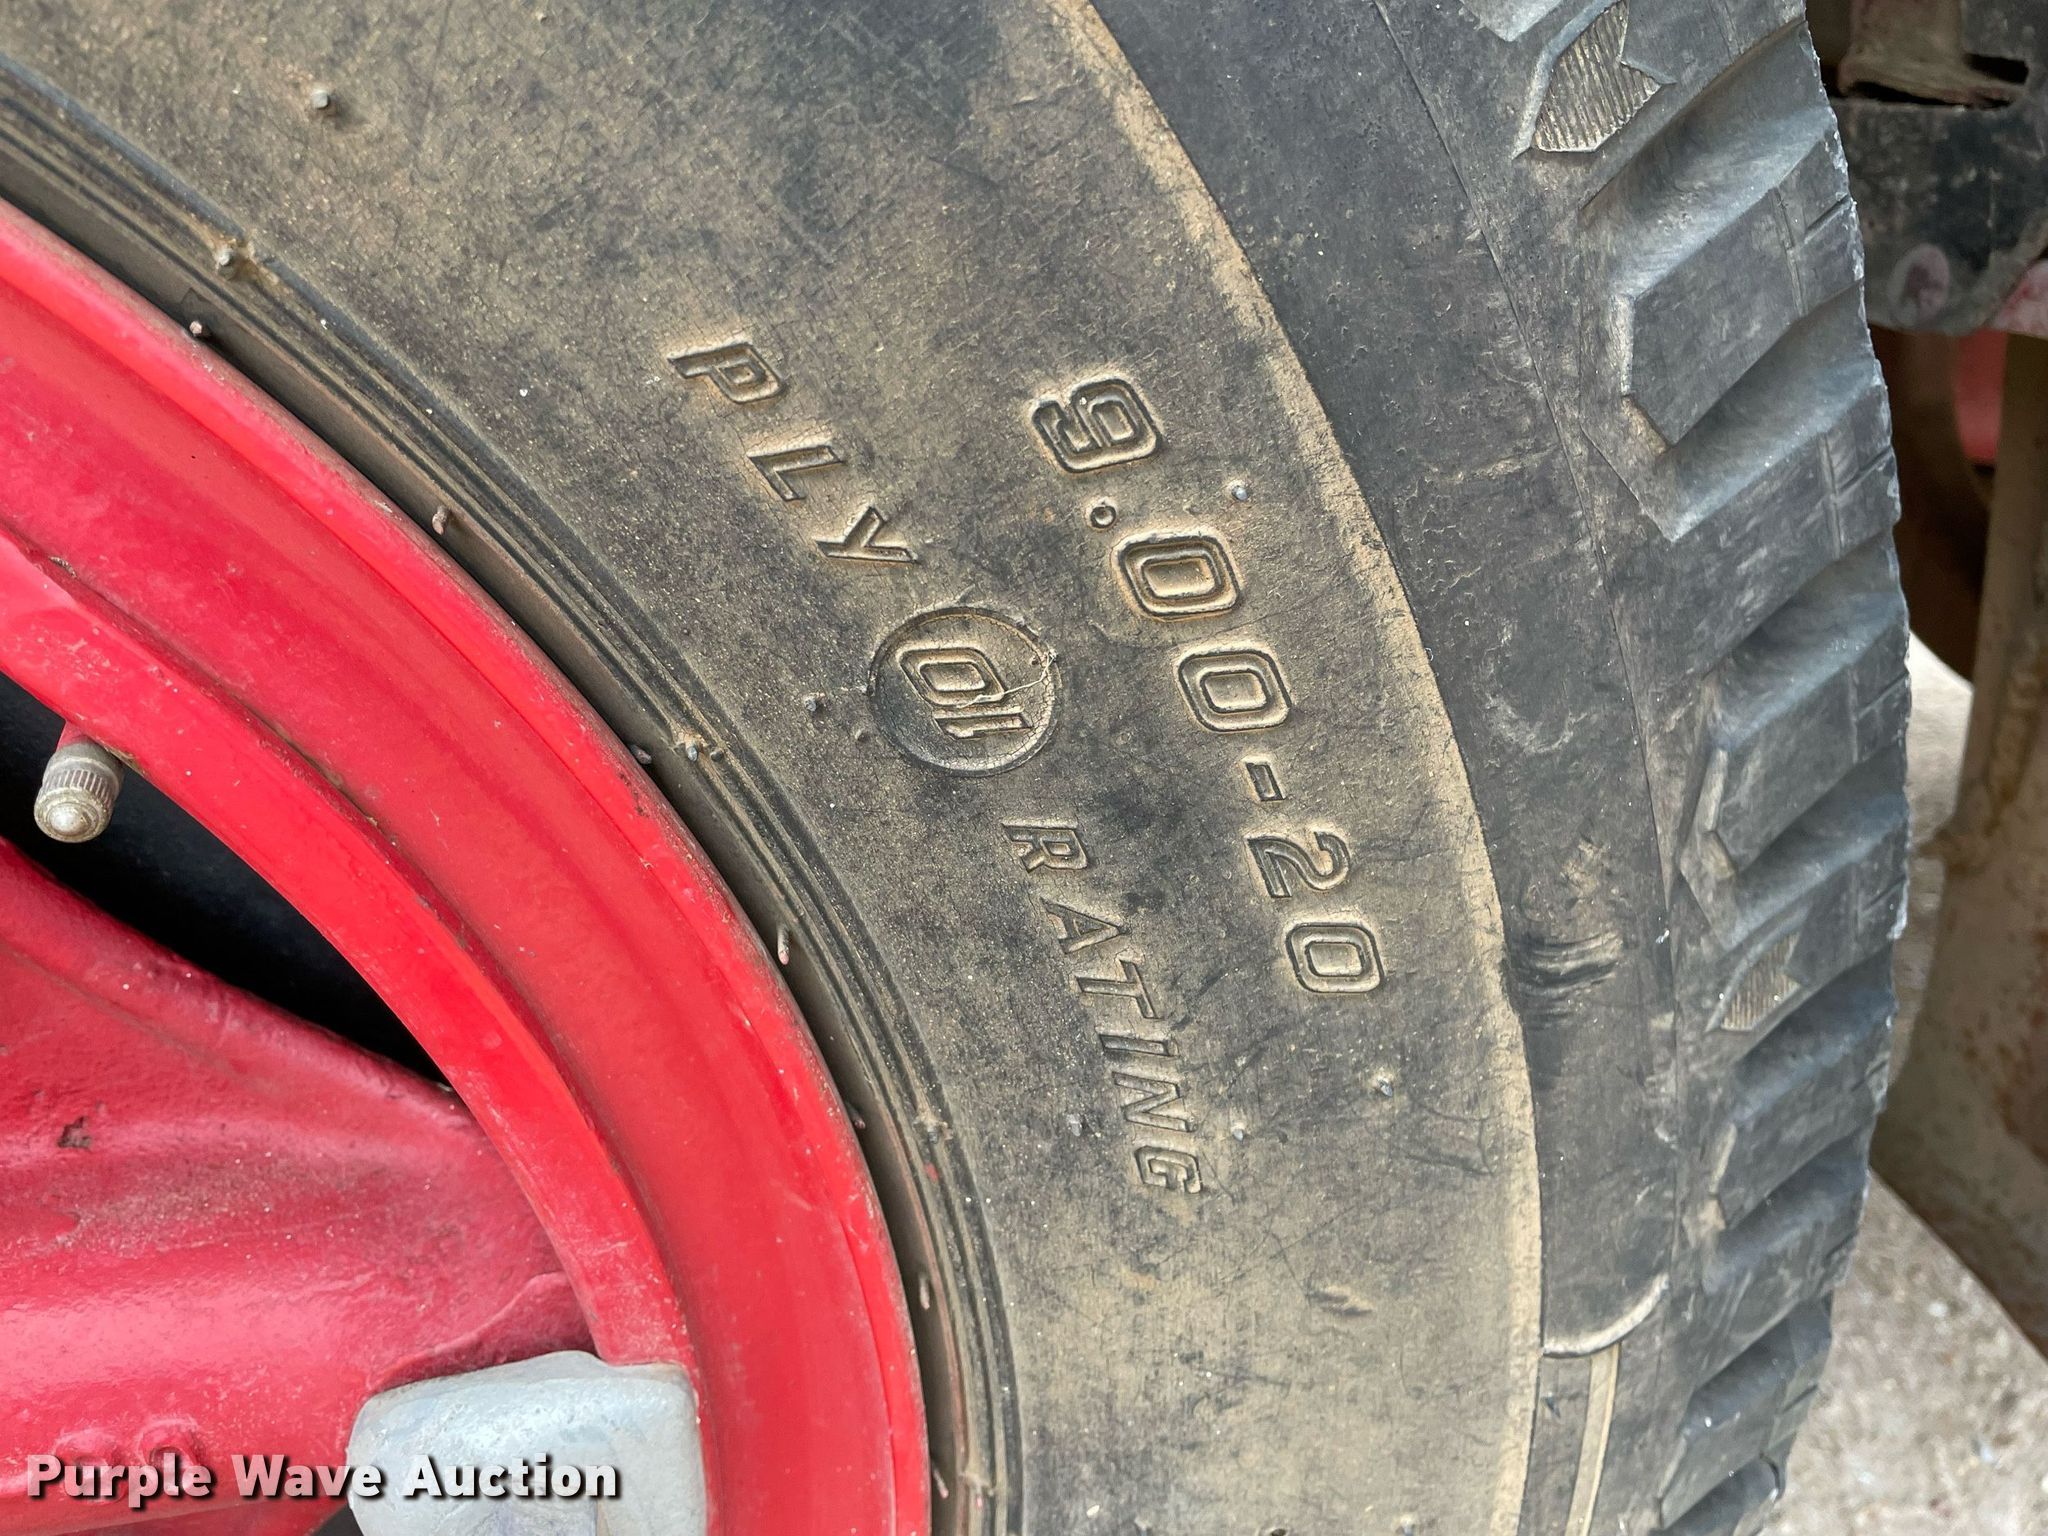 9.00-20
PLY 10 RATING
Purple Wave Auction